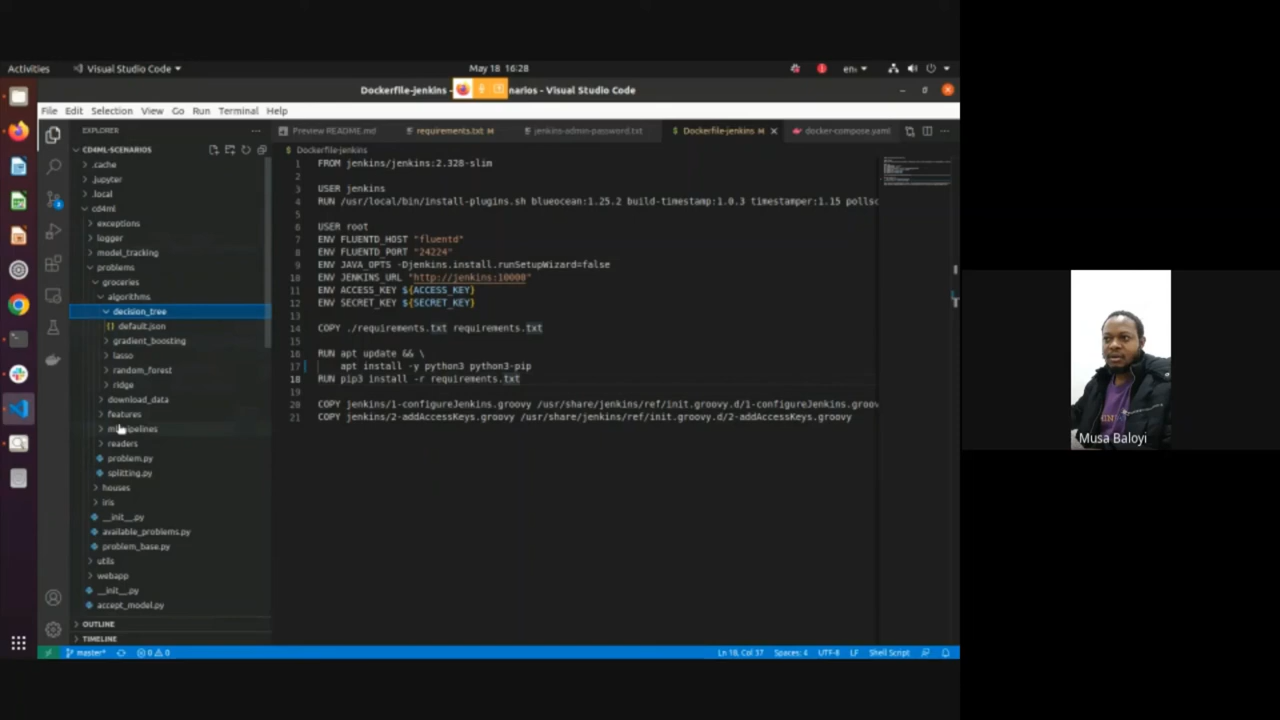 Activities
Visual Studio Code
May 18 16:28
en₁
Dockerfile-jenkins -
narios - Visual Studio Code
File Edit Selection View Go Run Terminal Help
EXPLORER
Preview README.md
requirements.txt M
jenkins-admin-password.txt
Dockerfile-jenkins M
docker-compose.yaml
CD4ML-SCENARIOS
.cache
.jupyter
.local
cd4ml
exceptions
logger
model_tracking
problems
groceries
algorithms
decision_tree
default.json
gradient_boosting
lasso
random_forest
ridge
download_data
features
readers
problem.py
splitting.py
houses
iris
__init__.py
available_problems.py
problem_base.py
utils
webapp
__init__.py
accept_model.py
OUTLINE
TIMELINE
Dockerfile-jenkins
1 FROM jenkins/jenkins:2.328-slim
2
3 USER jenkins
4 RUN /usr/local/bin/install-plugins.sh blueocean:1.25.2 build-timestamp:1.0.3 timestamper:1.15 pollsc
5
6 USER root
7 ENV FLUENTD_HOST "fluentd"
8 ENV FLUENTD_PORT "24224"
9 ENV JAVA_OPTS -Djenkins.install.runSetupWizard=false
10 ENV JENKINS_URL "http://jenkins:10000"
11 ENV ACCESS_KEY ${ACCESS_KEY}
12 ENV SECRET_KEY ${SECRET_KEY}
13
14 COPY ./requirements.txt requirements.txt
15
16 RUN apt update && \
17 apt install -y python3 python3-pip
18 RUN pip3 install -r requirements.txt
19
20 COPY jenkins/1-configureJenkins.groovy /usr/share/jenkins/ref/init.groovy.d/1-configureJenkins.groov
21 COPY jenkins/2-addAccessKeys.groovy /usr/share/jenkins/ref/init.groovy.d/2-addAccessKeys.groovy
master*
0 0
Ln 18, Col 37 Spaces: 4 UTF-8 LF Shell Script
Musa Baloyi